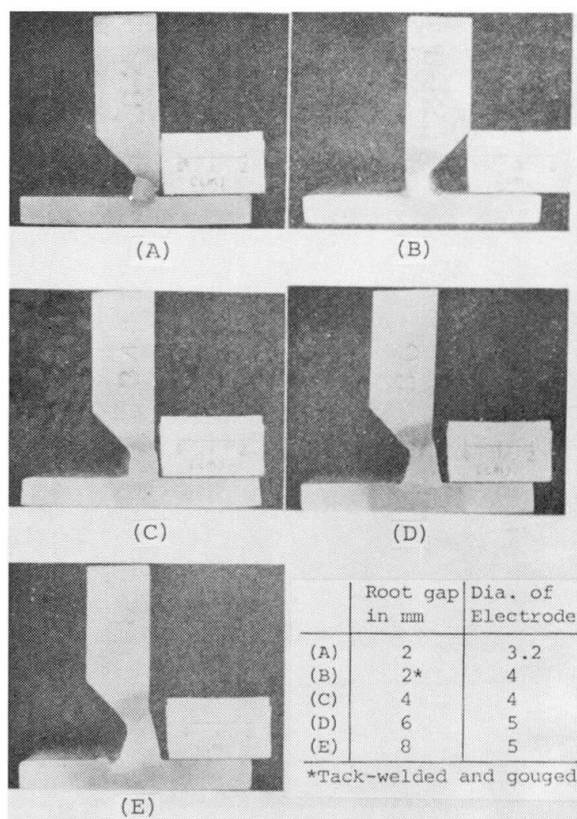 (A)
(B)
(C)
(D)
(E)
Root gap Dia. of
in mm Electrode
(A) 2 3.2
(B) 2* 4
(C) 4 4
(D) 6 5
(E) 8 5
*Tack-welded and gouged